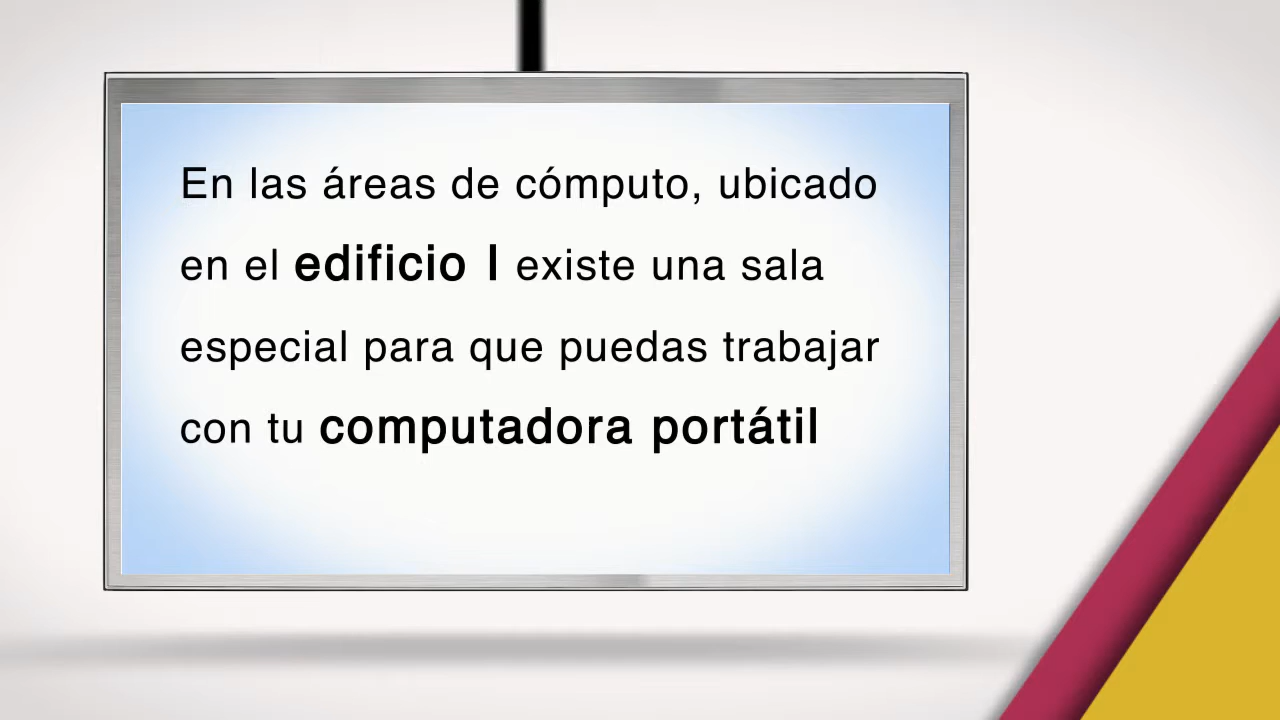 En las áreas de cómputo, ubicado
en el edificio I existe una sala
especial para que puedas trabajar
con tu computadora portátil